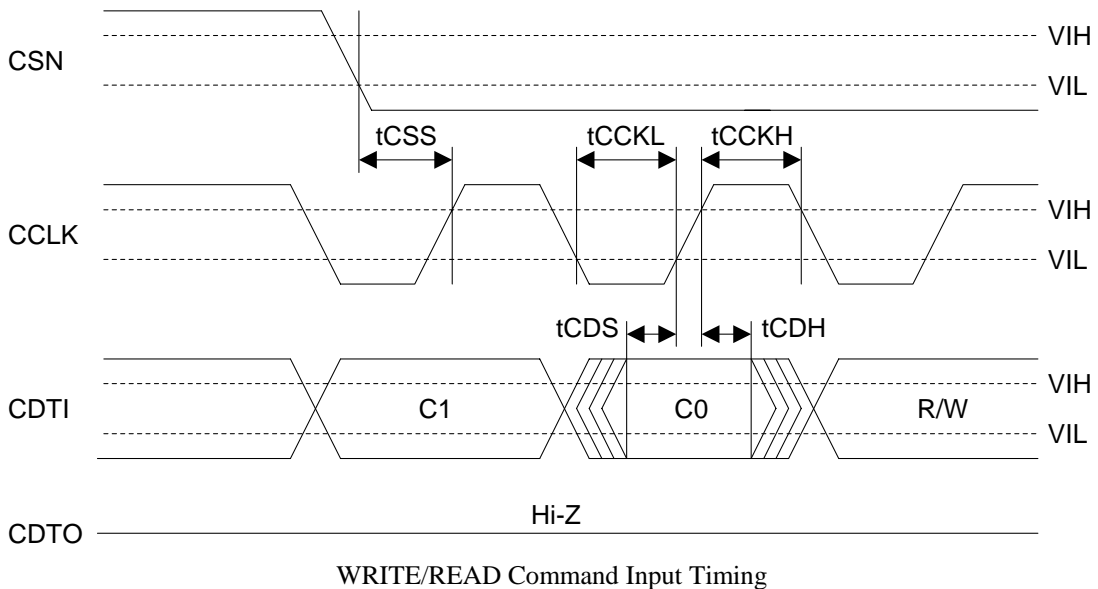 CSN
VIH
VIL
tCSS
tCCKL
tCCKH
CCLK
VIH
VIL
tCDS
tCDH
CDTI
C1
C0
R/W
VIH
VIL
CDTO
Hi-Z
WRITE/READ Command Input Timing